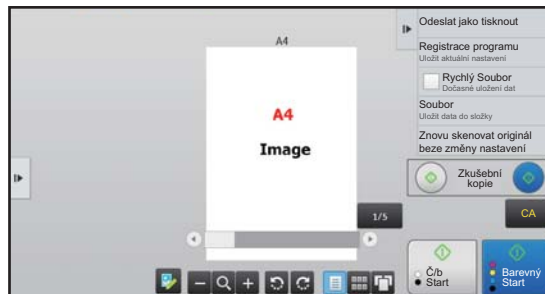 A4
A4
Image
1/5
Odeslat jako tisknout
Registrace programu
Uložit aktuální nastavení
Rychlý Soubor
Dočasné uložení dat
Soubor
Uložit data do složky
Znovu skenovat originál
beze změny nastavení
Zkušební
kopie
CA
Č/b
Start
Barevný
Start